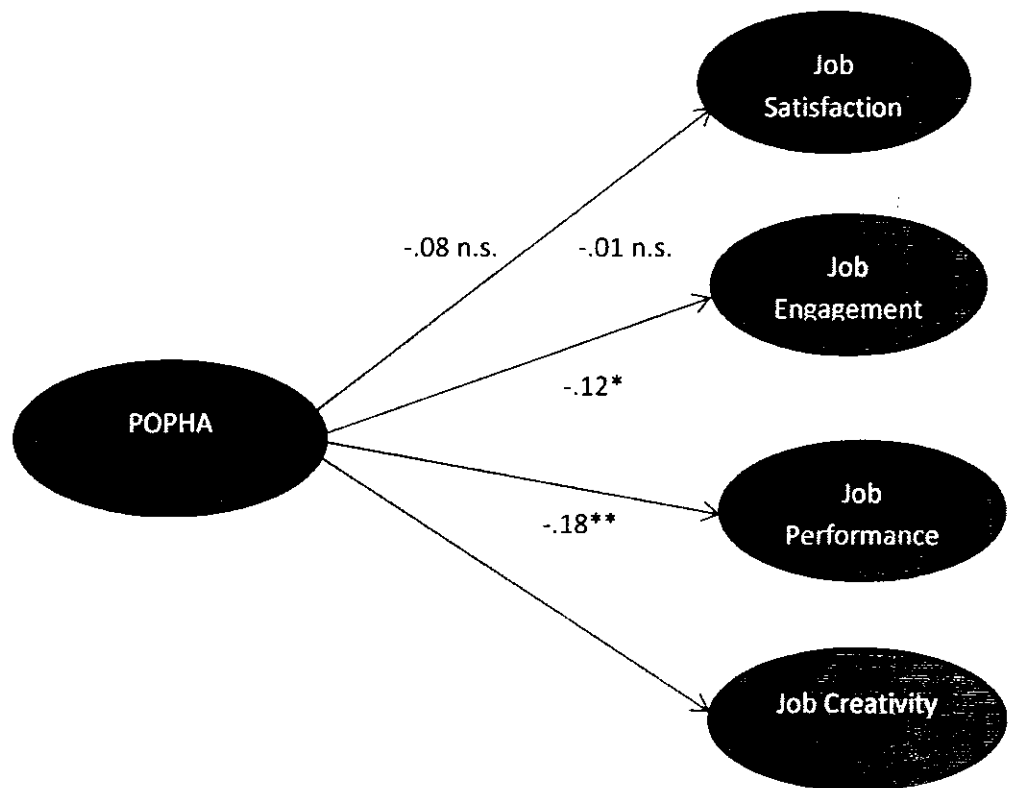 Job
Satisfaction
-.08 n.s.
-.01 n.s.
Job
Engagement
-.12*
POPHA
Job
Performance
-.18**
Job Creativity